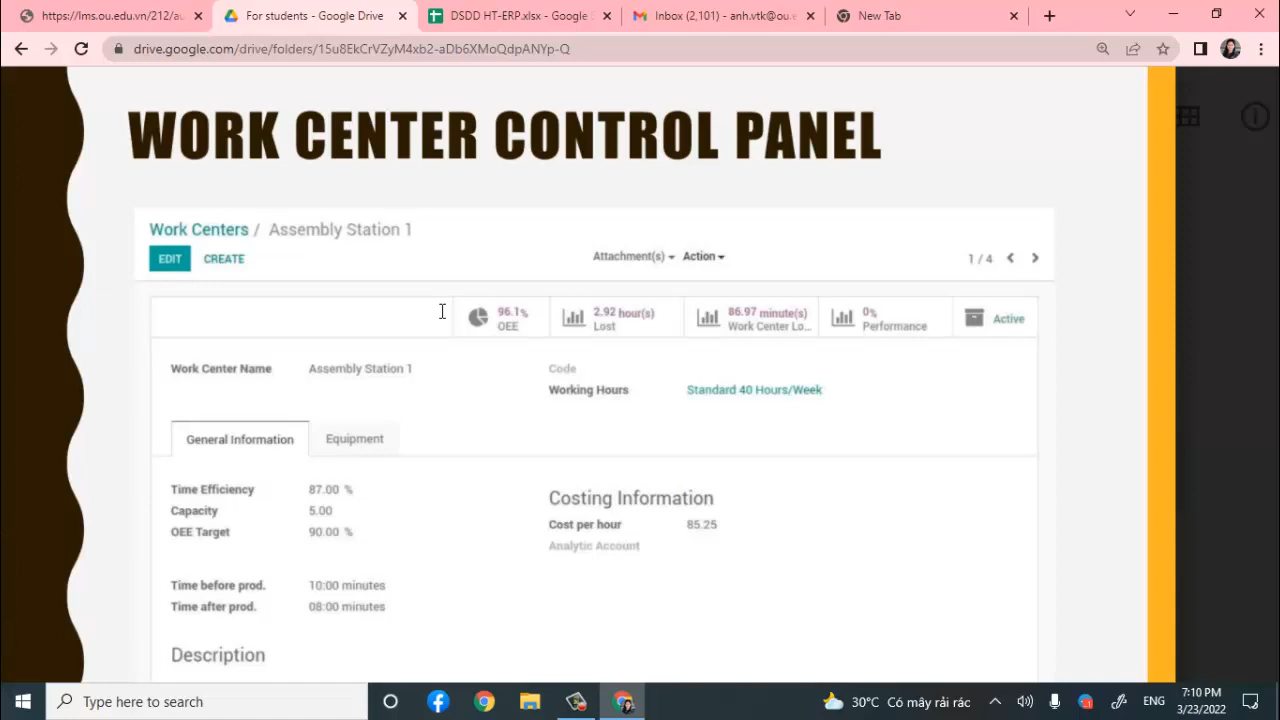 https://lms.ou.edu.vn/212/au
For students - Google Drive
DSDD HT-ERP.xlsx - Google
Inbox (2,101) - anh.vtk@ou.e
New Tab
drive.google.com/drive/folders/15u8EkCrVZyM4xb2-aDb6XMoQdpANYp-Q
WORK CENTER CONTROL PANEL
Work Centers / Assembly Station 1
EDIT CREATE Attachment(s) Action 1 / 4
96.1% OEE
2.92 hour(s) Lost
86.97 minute(s) Work Center Lo...
0% Performance
Active
Work Center Name Assembly Station 1 Code
Working Hours Standard 40 Hours/Week
General Information Equipment
Time Efficiency 87.00 %
Capacity 5.00
OEE Target 90.00 %
Costing Information
Cost per hour 85.25
Analytic Account
Time before prod. 10:00 minutes
Time after prod. 08:00 minutes
Description
Type here to search
30°C Có mây rải rác
ENG
7:10 PM
3/23/2022